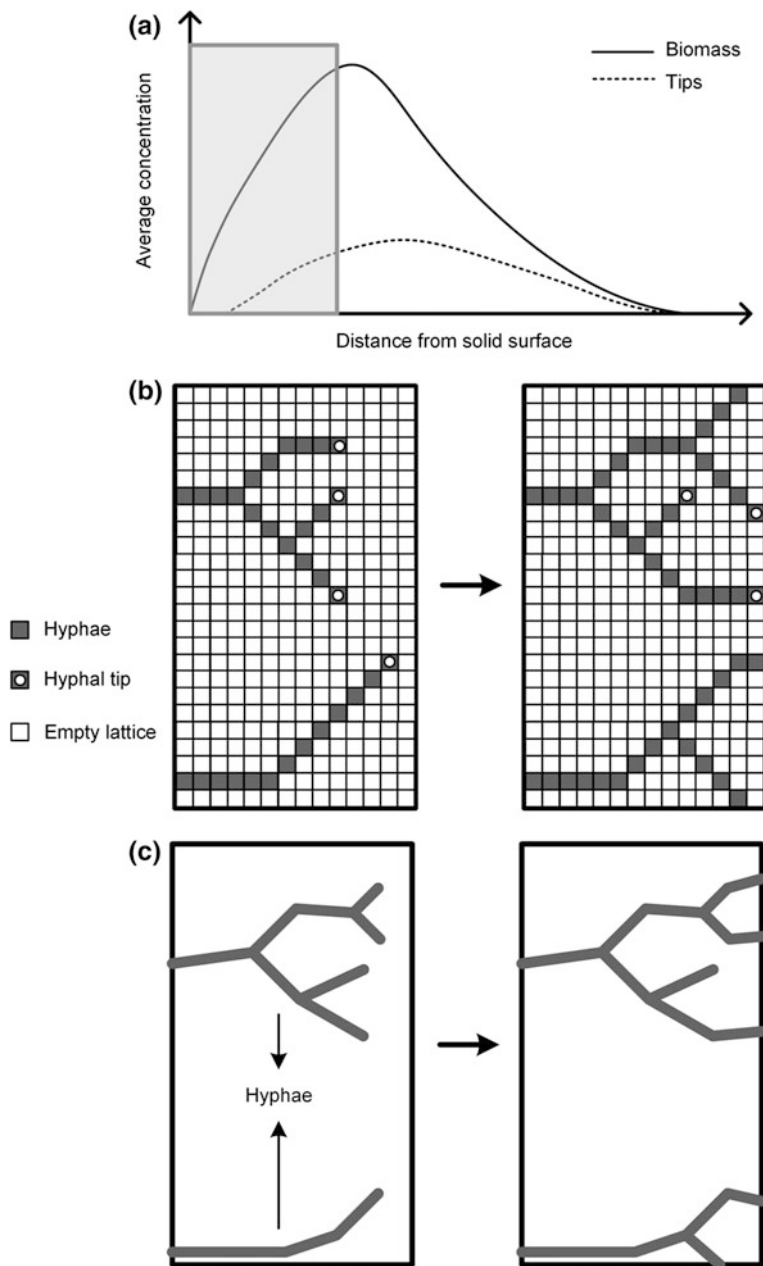 (a)
Biomass
Tips
Average concentration
Distance from solid surface
(b)
Hyphae
Hyphal tip
Empty lattice
(c)
Hyphae